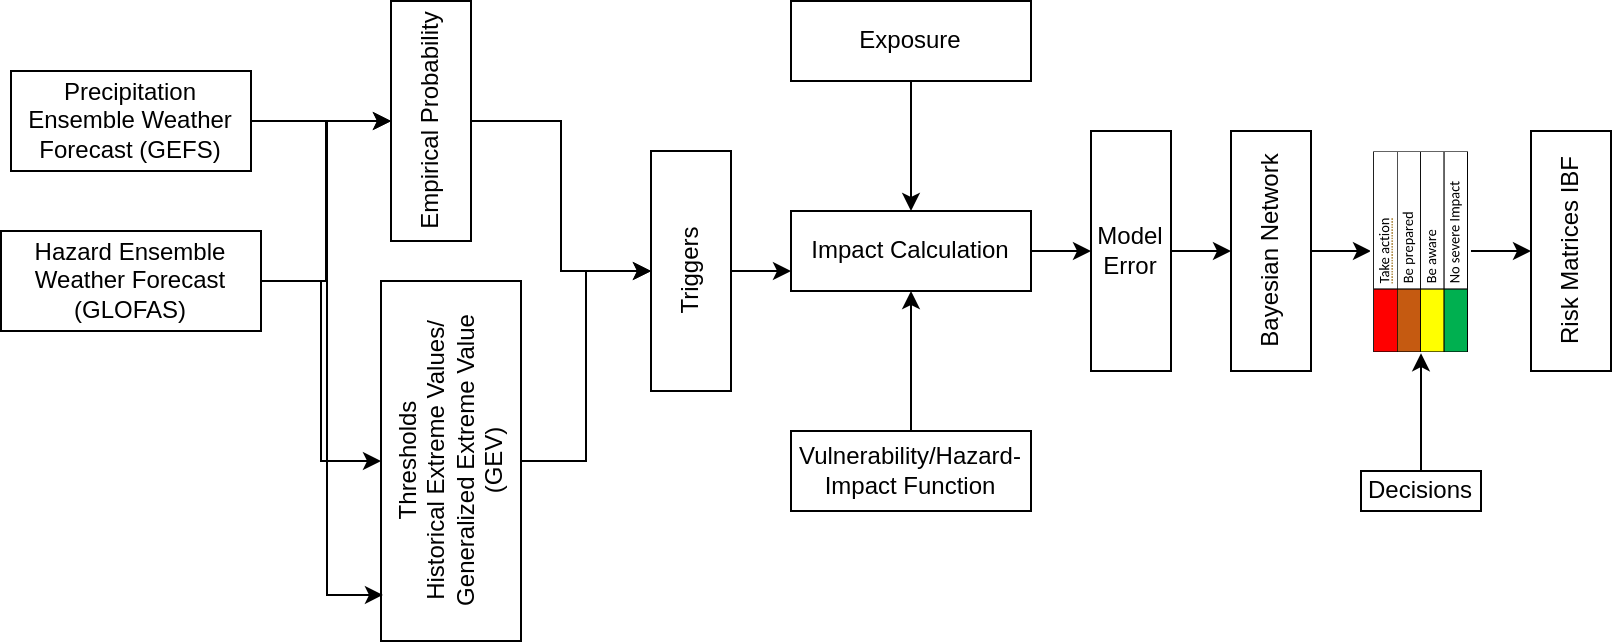 Precipitation
Ensemble Weather
Forecast (GEFS)
Hazard Ensemble
Weather Forecast
(GLOFAS)
Empirical Probability
Thresholds
Historical Extreme Values/
Generalized Extreme Value
(GEV)
Triggers
Exposure
Impact Calculation
Vulnerability/Hazard-
Impact Function
Model
Error
Bayesian Network
Take action
Be prepared
Be aware
No severe Impact
Decisions
Risk Matrices IBF